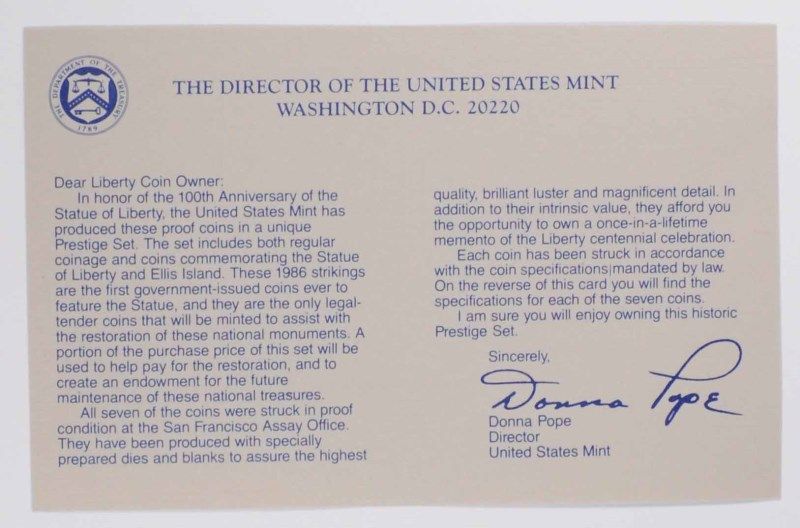 THE DEPARTMENT OF THE TREASURY
1789
THE DIRECTOR OF THE UNITED STATES MINT
WASHINGTON D.C. 20220
Dear Liberty Coin Owner:
In honor of the 100th Anniversary of the
Statue of Liberty, the United States Mint has
produced these proof coins in a unique
Prestige Set. The set includes both regular
coinage and coins commemorating the Statue
of Liberty and Ellis Island. These 1986 strikings
are the first government-issued coins ever to
feature the Statue, and they are the only legal-
tender coins that will be minted to assist with
the restoration of these national monuments. A
portion of the purchase price of this set will be
used to help pay for the restoration, and to
create an endowment for the future
maintenance of these national treasures.
All seven of the coins were struck in proof
condition at the San Francisco Assay Office.
They have been produced with specially
prepared dies and blanks to assure the highest
quality, brilliant luster and magnificent detail. In
addition to their intrinsic value, they afford you
the opportunity to own a once-in-a-lifetime
memento of the Liberty centennial celebration.
Each coin has been struck in accordance
with the coin specifications mandated by law.
On the reverse of this card you will find the
specifications for each of the seven coins.
I am sure you will enjoy owning this historic
Prestige Set.
Sincerely,
Donna Pope
Donna Pope
Director
United States Mint